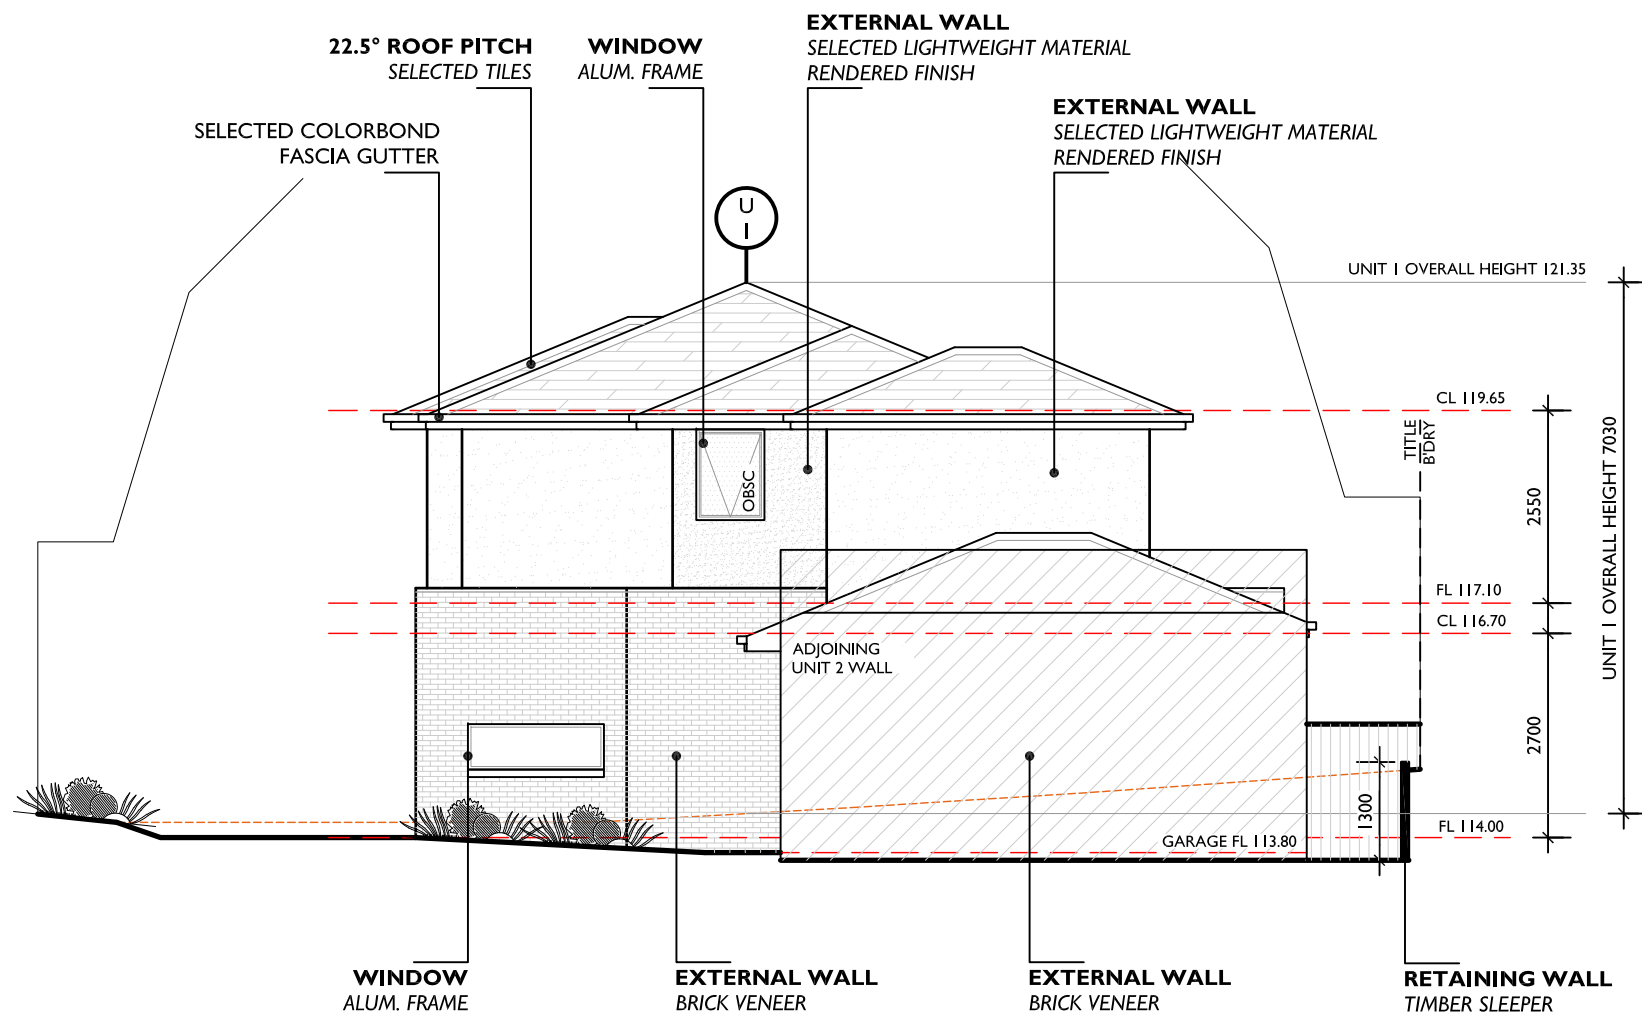 EXTERNAL WALL
SELECTED LIGHTWEIGHT MATERIAL
RENDERED FINISH
22.5° ROOF PITCH
SELECTED TILES
WINDOW
ALUM. FRAME
EXTERNAL WALL
SELECTED LIGHTWEIGHT MATERIAL
RENDERED FINISH
SELECTED COLORBOND
FASCIA GUTTER
U
1
UNIT 1 OVERALL HEIGHT 121.35
CL 119.65
TITLE
B'DRY
UNIT 1 OVERALL HEIGHT 7030
2550
OBSC
FL 117.10
CL 116.70
ADJOINING
UNIT 2 WALL
2700
1300
FL 114.00
GARAGE FL 113.80
WINDOW
ALUM. FRAME
EXTERNAL WALL
BRICK VENEER
EXTERNAL WALL
BRICK VENEER
RETAINING WALL
TIMBER SLEEPER